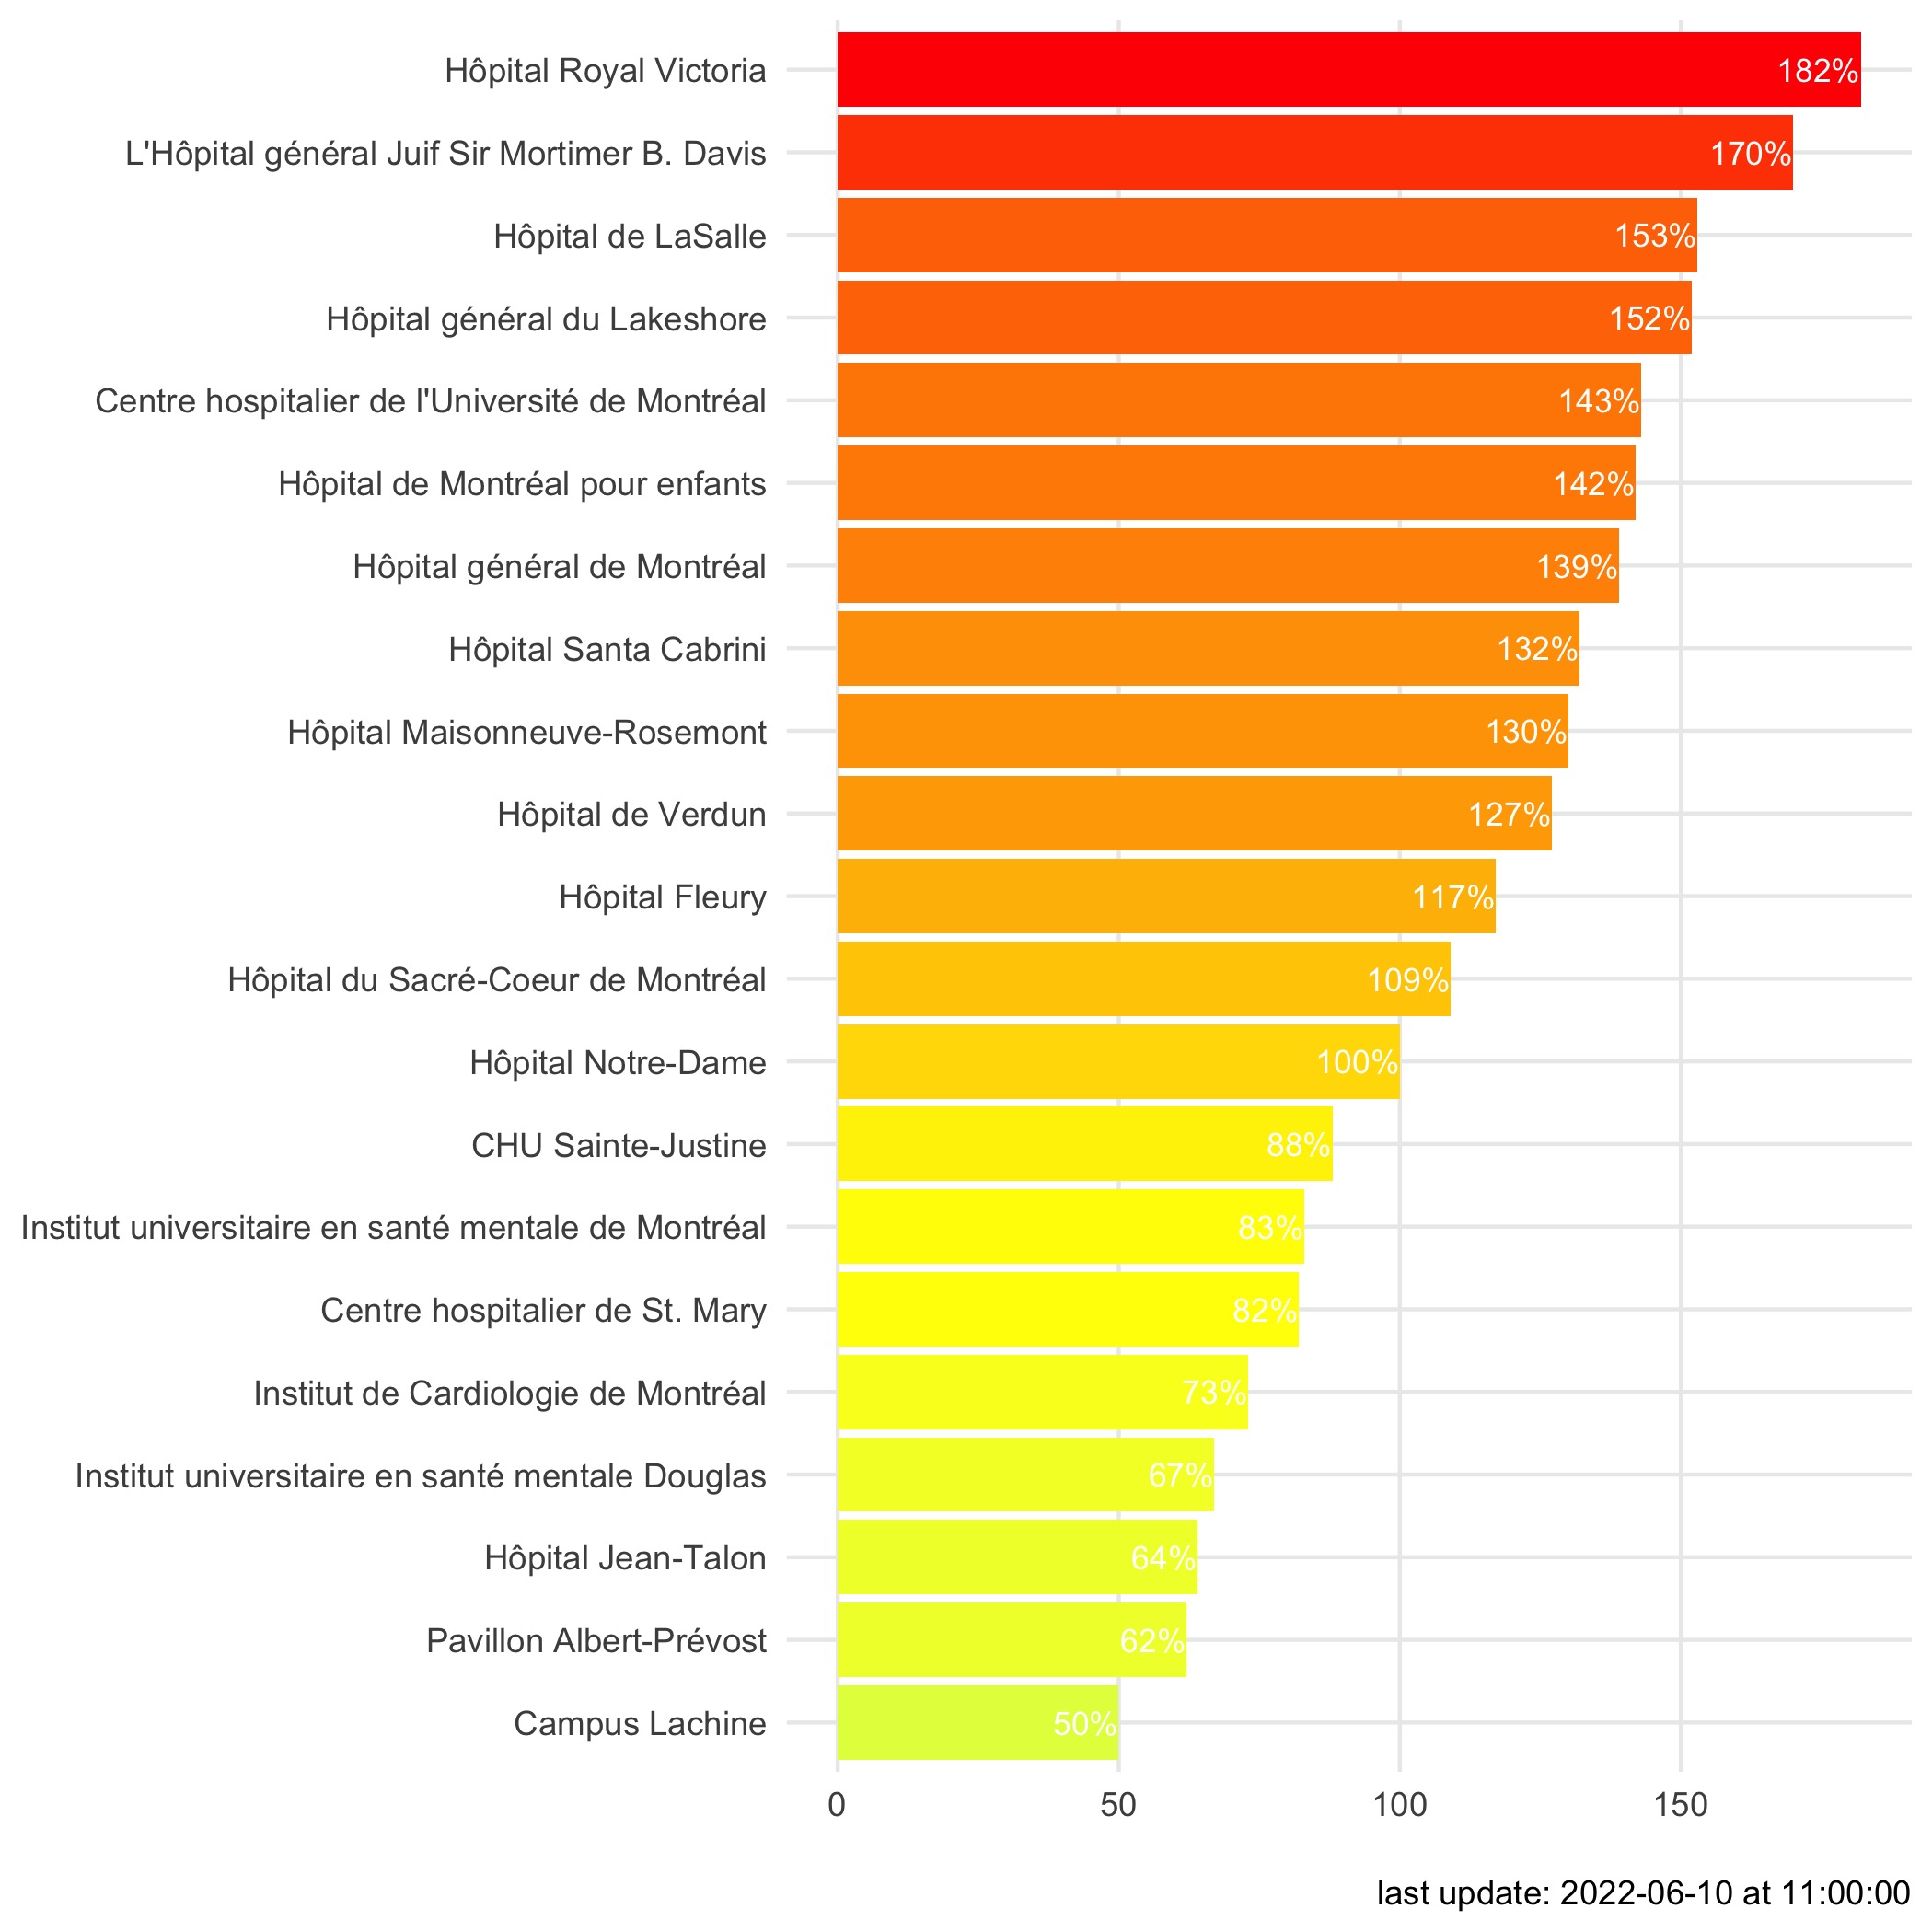 Hôpital Royal Victoria 182%
L'Hôpital général Juif Sir Mortimer B. Davis 170%
Hôpital de LaSalle 153%
Hôpital général du Lakeshore 152%
Centre hospitalier de l'Université de Montréal 143%
Hôpital de Montréal pour enfants 142%
Hôpital général de Montréal 139%
Hôpital Santa Cabrini 132%
Hôpital Maisonneuve-Rosemont 130%
Hôpital de Verdun 127%
Hôpital Fleury 117%
Hôpital du Sacré-Coeur de Montréal 109%
Hôpital Notre-Dame 100%
CHU Sainte-Justine 88%
Institut universitaire en santé mentale de Montréal 83%
Centre hospitalier de St. Mary 82%
Institut de Cardiologie de Montréal 73%
Institut universitaire en santé mentale Douglas 67%
Hôpital Jean-Talon 64%
Pavillon Albert-Prévost 62%
Campus Lachine 50%
0 50 100 150
last update: 2022-06-10 at 11:00:00